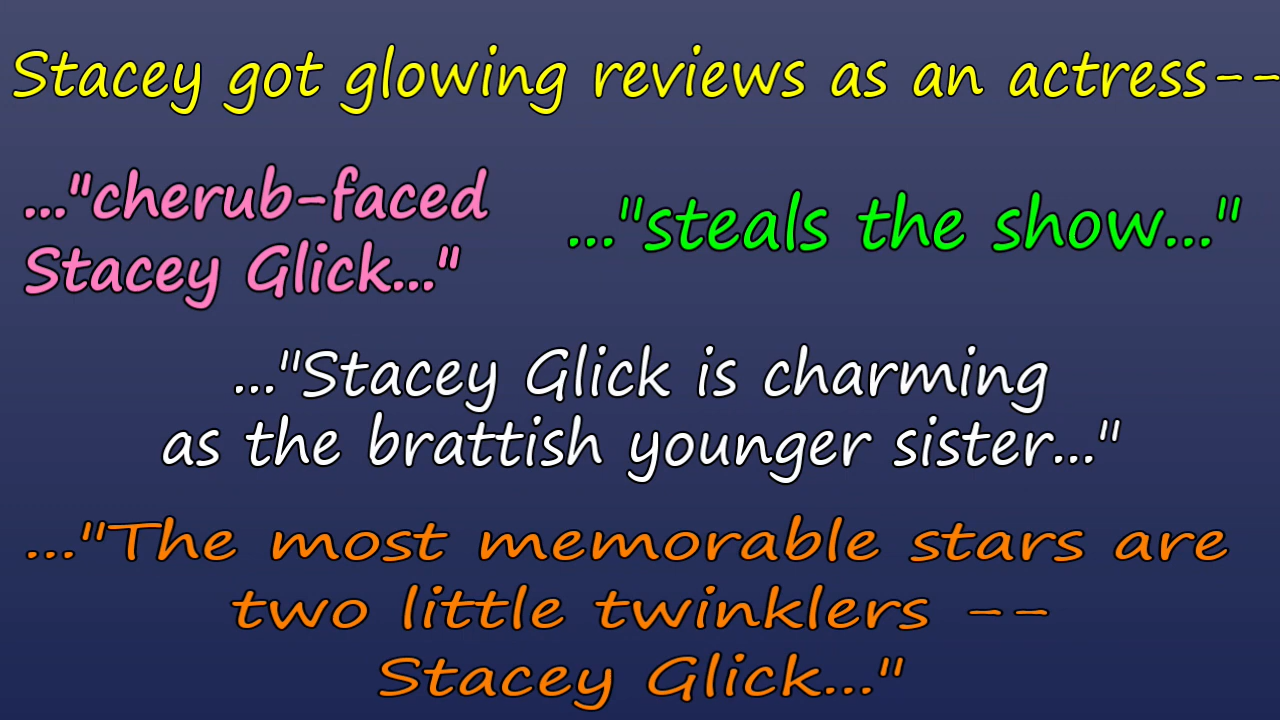 Stacey got glowing reviews as an actress--
..."cherub-faced
Stacey Glick..."
..."steals the show..."
..."Stacey Glick is charming
as the brattish younger sister..."
..."The most memorable stars are
two little twinklers --
Stacey Glick..."